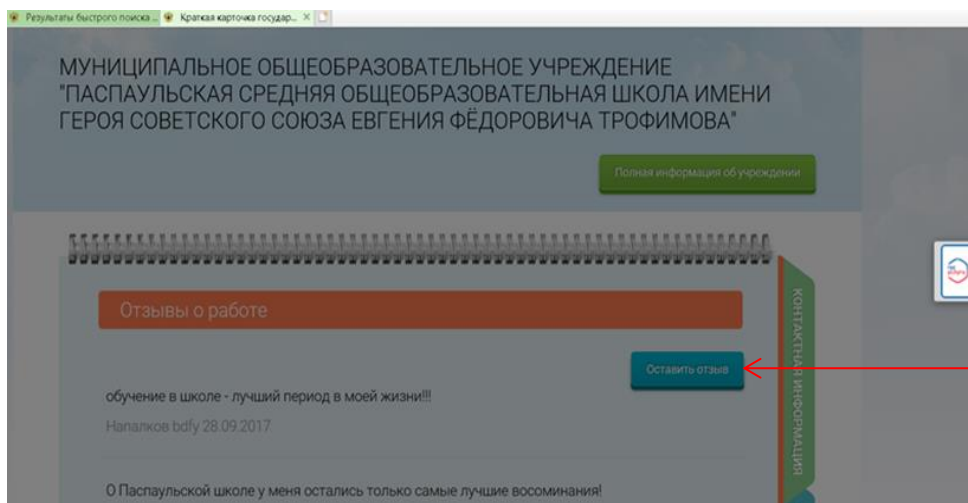 Результаты быстрого поиска ...
Краткая карточка государ...
МУНИЦИПАЛЬНОЕ ОБЩЕОБРАЗОВАТЕЛЬНОЕ УЧРЕЖДЕНИЕ
"ПАСПАУЛЬСКАЯ СРЕДНЯЯ ОБЩЕОБРАЗОВАТЕЛЬНАЯ ШКОЛА ИМЕНИ
ГЕРОЯ СОВЕТСКОГО СОЮЗА ЕВГЕНИЯ ФЁДОРОВИЧА ТРОФИМОВА"
Полная информация об учреждении
Отзывы о работе
КОНТАКТНАЯ ИНФОРМАЦИЯ
Оставить отзыв
обучение в школе - лучший период в моей жизни!!!
Напалков bdfy 28.09.2017
О Паспаульской школе у меня остались только самые лучшие восоминания!